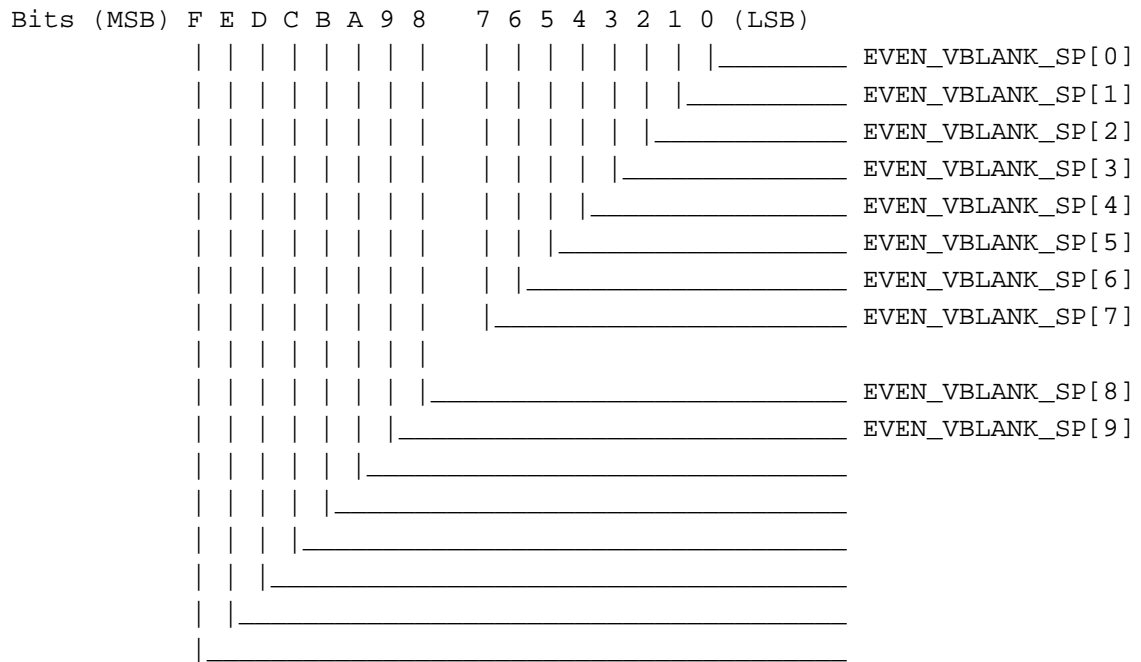 Bits (MSB) F E D C B A 9 8 7 6 5 4 3 2 1 0 (LSB)
EVEN_VBLANK_SP[0]
EVEN_VBLANK_SP[1]
EVEN_VBLANK_SP[2]
EVEN_VBLANK_SP[3]
EVEN_VBLANK_SP[4]
EVEN_VBLANK_SP[5]
EVEN_VBLANK_SP[6]
EVEN_VBLANK_SP[7]
EVEN_VBLANK_SP[8]
EVEN_VBLANK_SP[9]